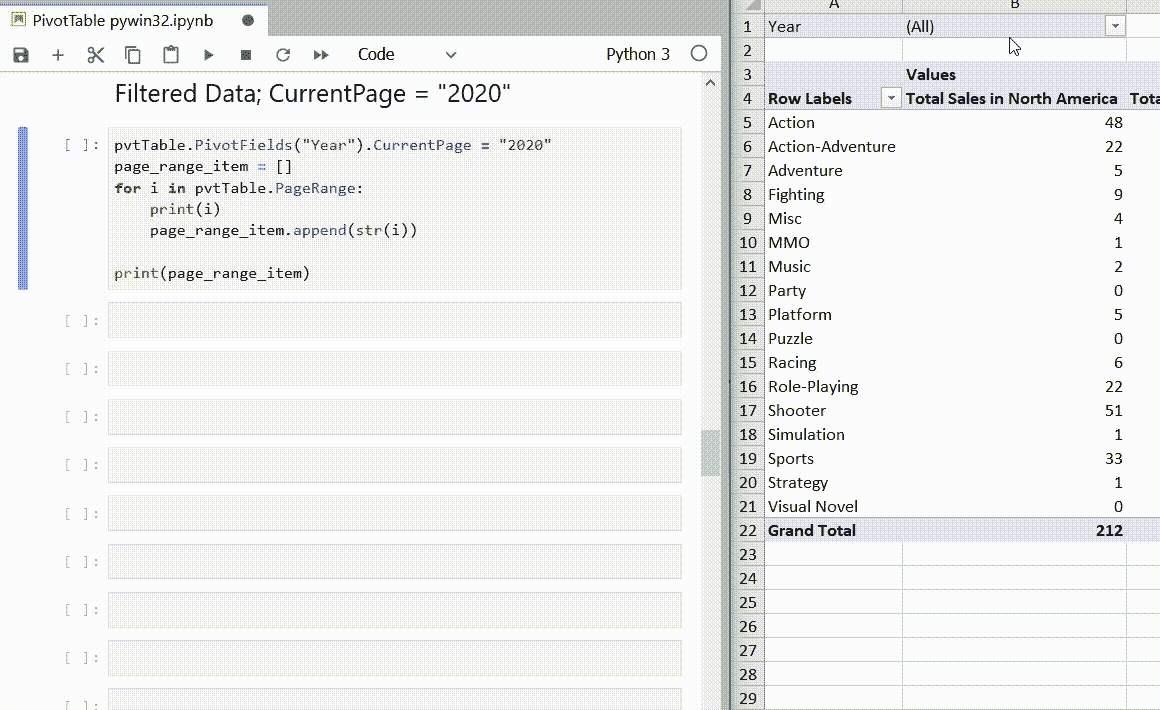 PivotTable pywin32.ipynb
Code
Python 3
Filtered Data; CurrentPage = "2020"
[ ]: pvtTable.PivotFields("Year").CurrentPage = "2020"
page_range_item = []
for i in pvtTable.PageRange:
    print(i)
    page_range_item.append(str(i))
print(page_range_item)
[ ]:
[ ]:
[ ]:
[ ]:
[ ]:
[ ]:
[ ]:
[ ]:
[ ]:
A B
1 Year (All)
2
3 Values
4 Row Labels Total Sales in North America Tota
5 Action 48
6 Action-Adventure 22
7 Adventure 5
8 Fighting 9
9 Misc 4
10 MMO 1
11 Music 2
12 Party 0
13 Platform 5
14 Puzzle 0
15 Racing 6
16 Role-Playing 22
17 Shooter 51
18 Simulation 1
19 Sports 33
20 Strategy 1
21 Visual Novel 0
22 Grand Total 212
23
24
25
26
27
28
29